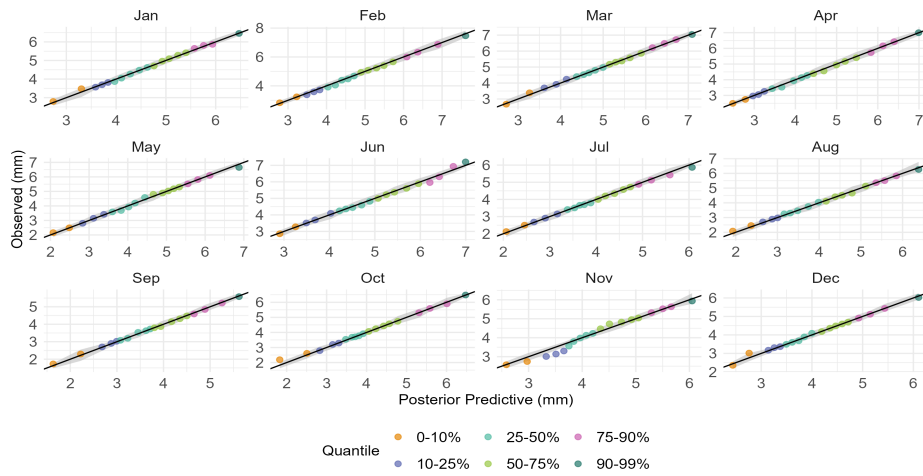 Jan Feb Mar Apr
6 5 4 3
8 6 4
7 6 5 4 3
7 6 5 4 3
3 4 5 6
3 4 5 6 7
3 4 5 6 7
3 4 5 6 7
May Jun Jul Aug
7 6 5 4 3 2
7 6 5 4 3
6 5 4 3 2
7 6 5 4 3 2
2 3 4 5 6 7
3 4 5 6 7
2 3 4 5 6
2 3 4 5 6
Sep Oct Nov Dec
5 4 3 2
6 5 4 3 2
6 5 4 3
6 5 4 3 2
2 3 4 5
2 3 4 5 6
3 4 5 6
3 4 5 6
Observed (mm)
Posterior Predictive (mm)
Quantile
0-10% 25-50% 75-90%
10-25% 50-75% 90-99%